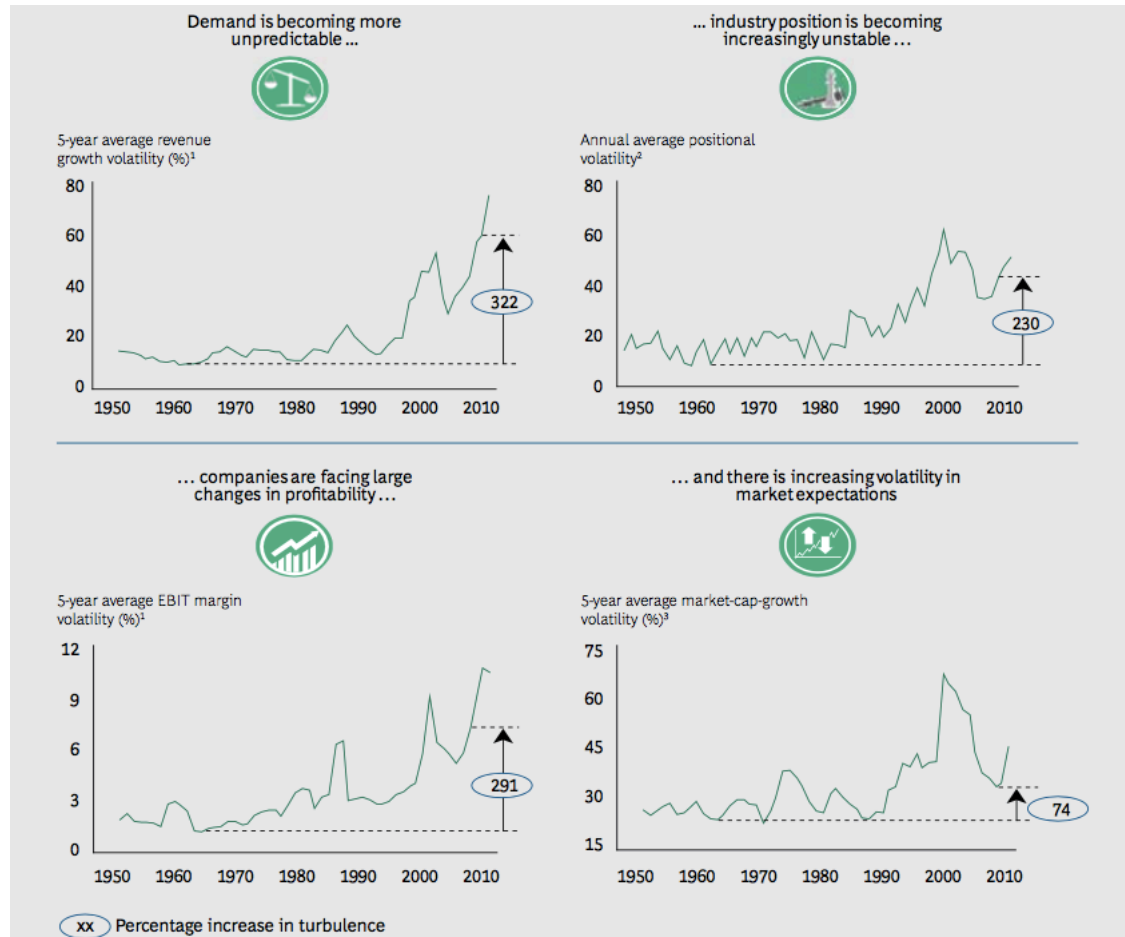 Demand is becoming more
unpredictable ...
5-year average revenue
growth volatility (%)¹
80
60
40
20
0
322
1950 1960 1970 1980 1990 2000 2010
... industry position is becoming
increasingly unstable ...
Annual average positional
volatility²
80
60
40
20
0
230
1950 1960 1970 1980 1990 2000 2010
... companies are facing large
changes in profitability ...
5-year average EBIT margin
volatility (%)¹
12
9
6
3
0
291
1950 1960 1970 1980 1990 2000 2010
... and there is increasing volatility in
market expectations
5-year average market-cap-growth
volatility (%)³
75
60
45
30
15
74
1950 1960 1970 1980 1990 2000 2010
xx Percentage increase in turbulence